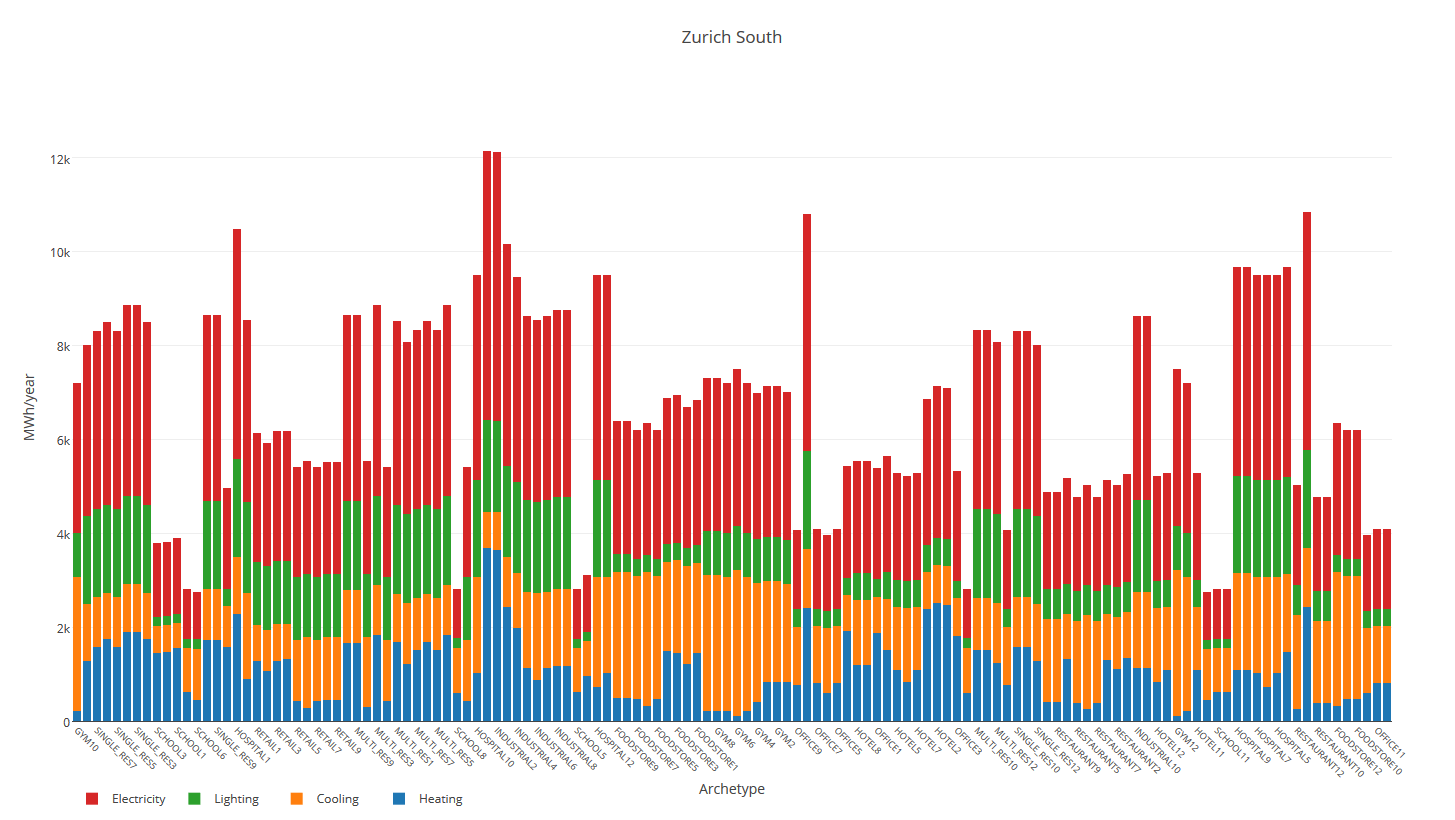 Zurich South
12k
10k
8k
6k
4k
2k
0
MWh/year
GYM10
SINGLE_RES7
SINGLE_RES5
SINGLE_RES3
SCHOOL3
SCHOOL1
SCHOOL6
SINGLE_RES9
HOSPITAL1
RETAIL1
RETAIL3
RETAIL5
RETAIL7
RETAIL9
MULTI_RES9
MULTI_RES3
MULTI_RES1
MULTI_RES7
MULTI_RES5
SCHOOL8
HOSPITAL10
INDUSTRIAL2
INDUSTRIAL4
INDUSTRIAL6
INDUSTRIAL8
SCHOOL5
HOSPITAL12
FOODSTORE9
FOODSTORE7
FOODSTORE5
FOODSTORE3
FOODSTORE1
GYM8
GYM6
GYM4
GYM2
OFFICE9
OFFICE7
OFFICE5
HOTEL8
OFFICE1
HOTEL5
HOTEL3
HOTEL2
OFFICE3
MULTI_RES10
MULTI_RES12
SINGLE_RES10
SINGLE_RES12
RESTAURANT9
RESTAURANT5
RESTAURANT7
RESTAURANT2
INDUSTRIAL10
HOTEL12
GYM12
HOTEL11
SCHOOL11
HOSPITAL9
HOSPITAL7
HOSPITAL5
RESTAURANT12
RESTAURANT10
FOODSTORE12
FOODSTORE10
OFFICE11
Archetype
Electricity Lighting Cooling Heating